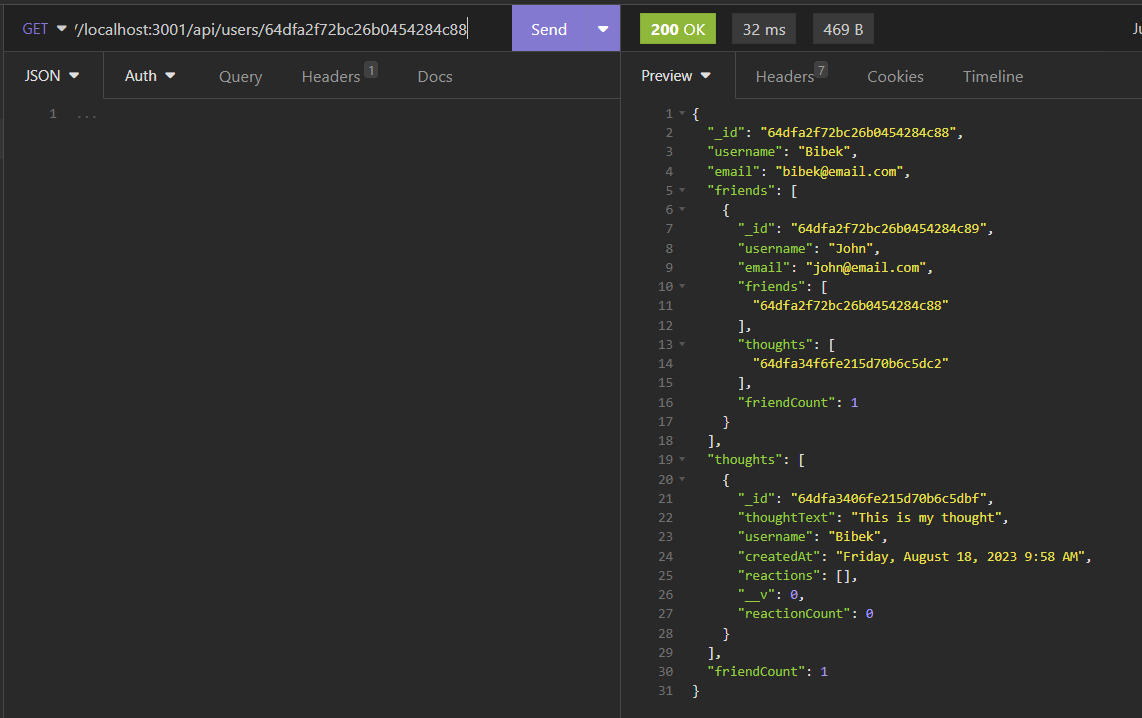 GET //localhost:3001/api/users/64dfa2f72bc26b0454284c88 Send 200 OK 32 ms 469 B
JSON Auth Query Headers 1 Docs Preview Headers 7 Cookies Timeline
1 ...
1 {
2 "_id": "64dfa2f72bc26b0454284c88",
3 "username": "Bibek",
4 "email": "bibek@email.com",
5 "friends": [
6 {
7 "_id": "64dfa2f72bc26b0454284c89",
8 "username": "John",
9 "email": "john@email.com",
10 "friends": [
11 "64dfa2f72bc26b0454284c88"
12 ],
13 "thoughts": [
14 "64dfa34f6fe215d70b6c5dc2"
15 ],
16 "friendCount": 1
17 }
18 ],
19 "thoughts": [
20 {
21 "_id": "64dfa3406fe215d70b6c5dbf",
22 "thoughtText": "This is my thought",
23 "username": "Bibek",
24 "createdAt": "Friday, August 18, 2023 9:58 AM",
25 "reactions": [],
26 "__v": 0,
27 "reactionCount": 0
28 }
29 ],
30 "friendCount": 1
31 }